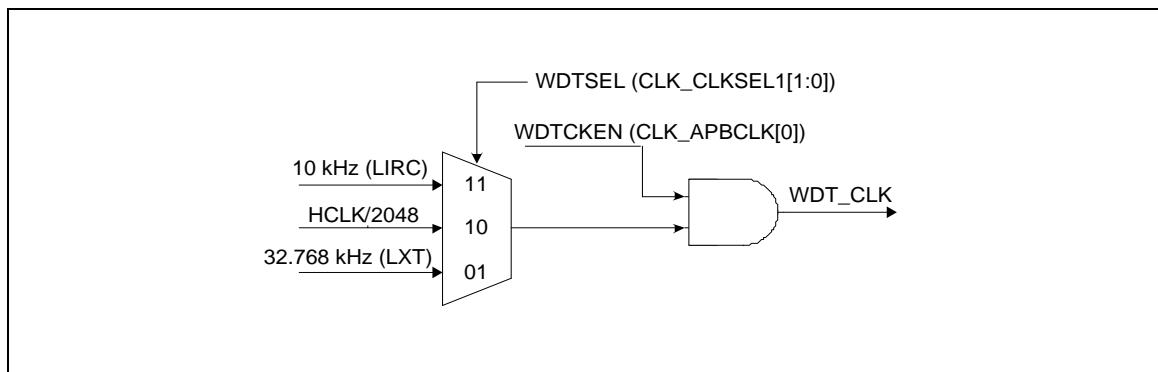 WDTSEL (CLK_CLKSEL1[1:0])
WDTCKEN (CLK_APBCLK[0])
10 kHz (LIRC)
11
WDT_CLK
HCLK/2048
10
32.768 kHz (LXT)
01